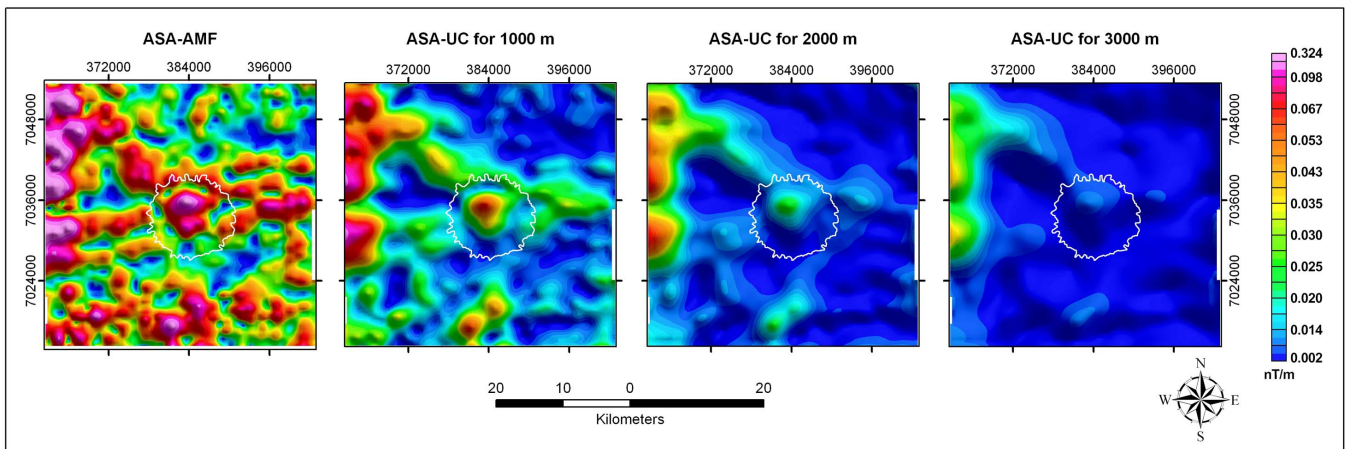 ASA-AMF
ASA-UC for 1000 m
ASA-UC for 2000 m
ASA-UC for 3000 m
372000 384000 396000
372000 384000 396000
372000 384000 396000
372000 384000 396000
7048000
7036000
7024000
7048000
7036000
7024000
0.324
0.098
0.067
0.053
0.043
0.035
0.030
0.025
0.020
0.014
0.002
nT/m
20 10 0 20
Kilometers
N
W E
S